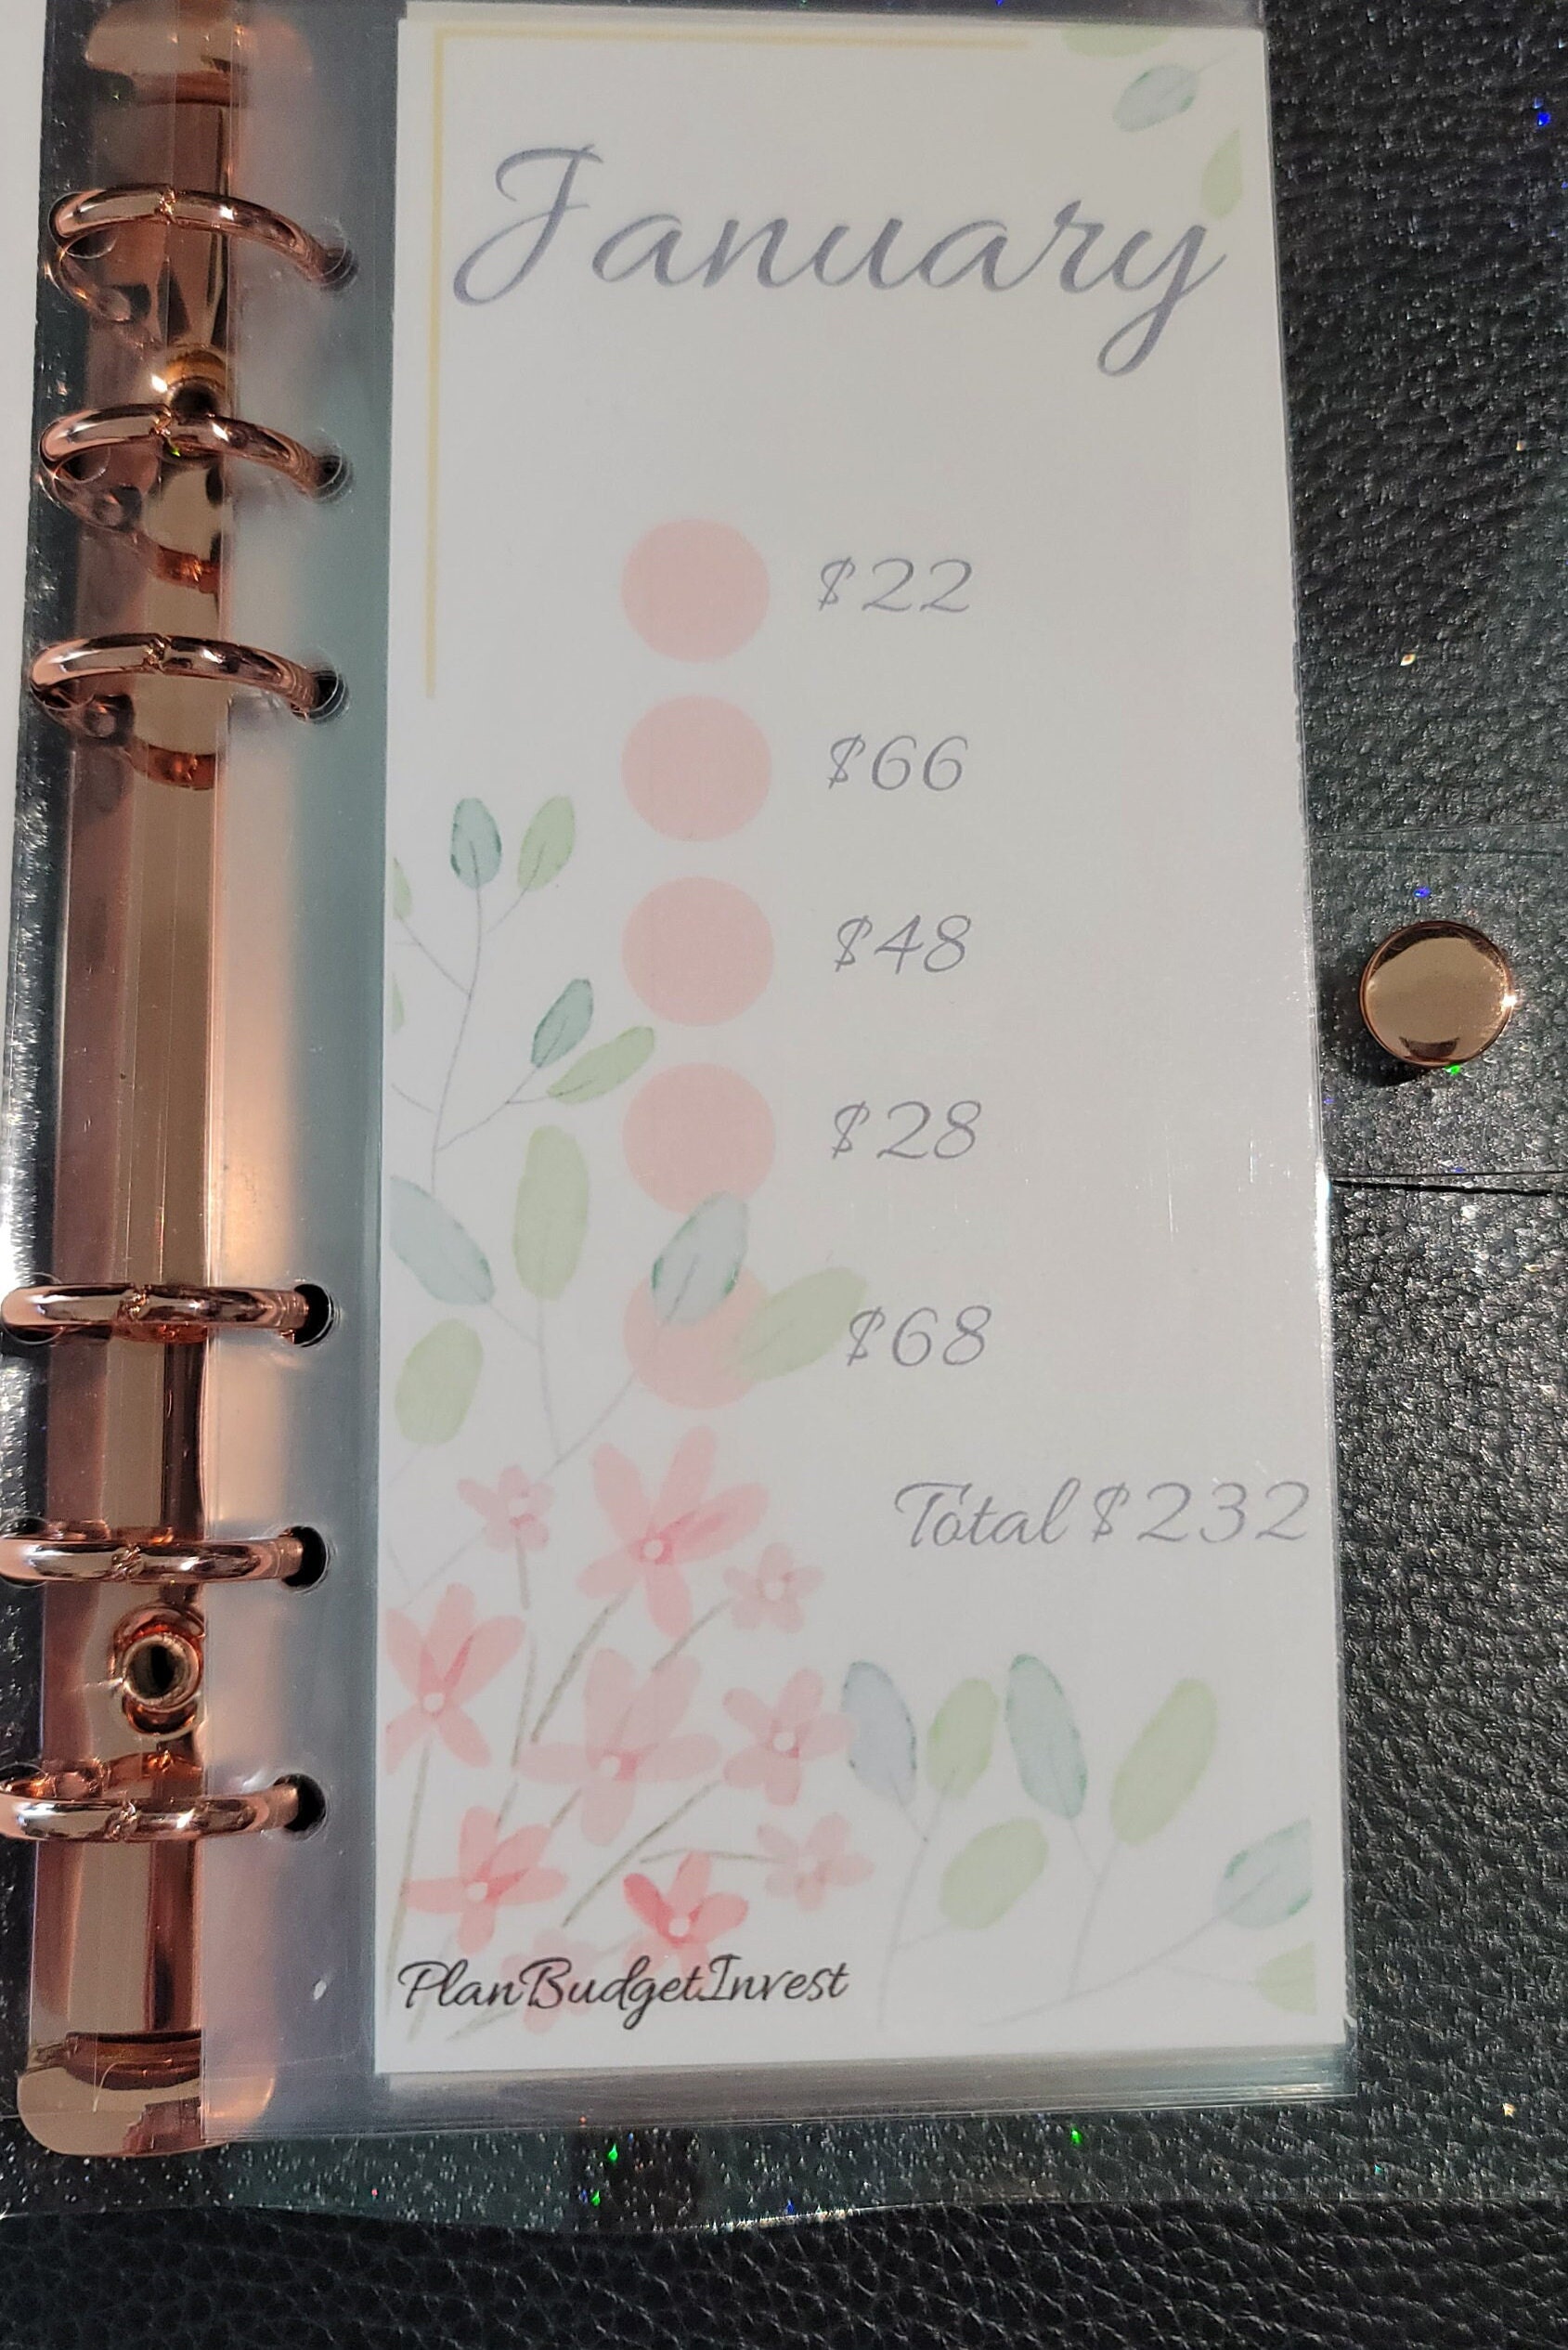 January
$22
$66
$48
$28
$68
Total $232
PlanBudgetInvest